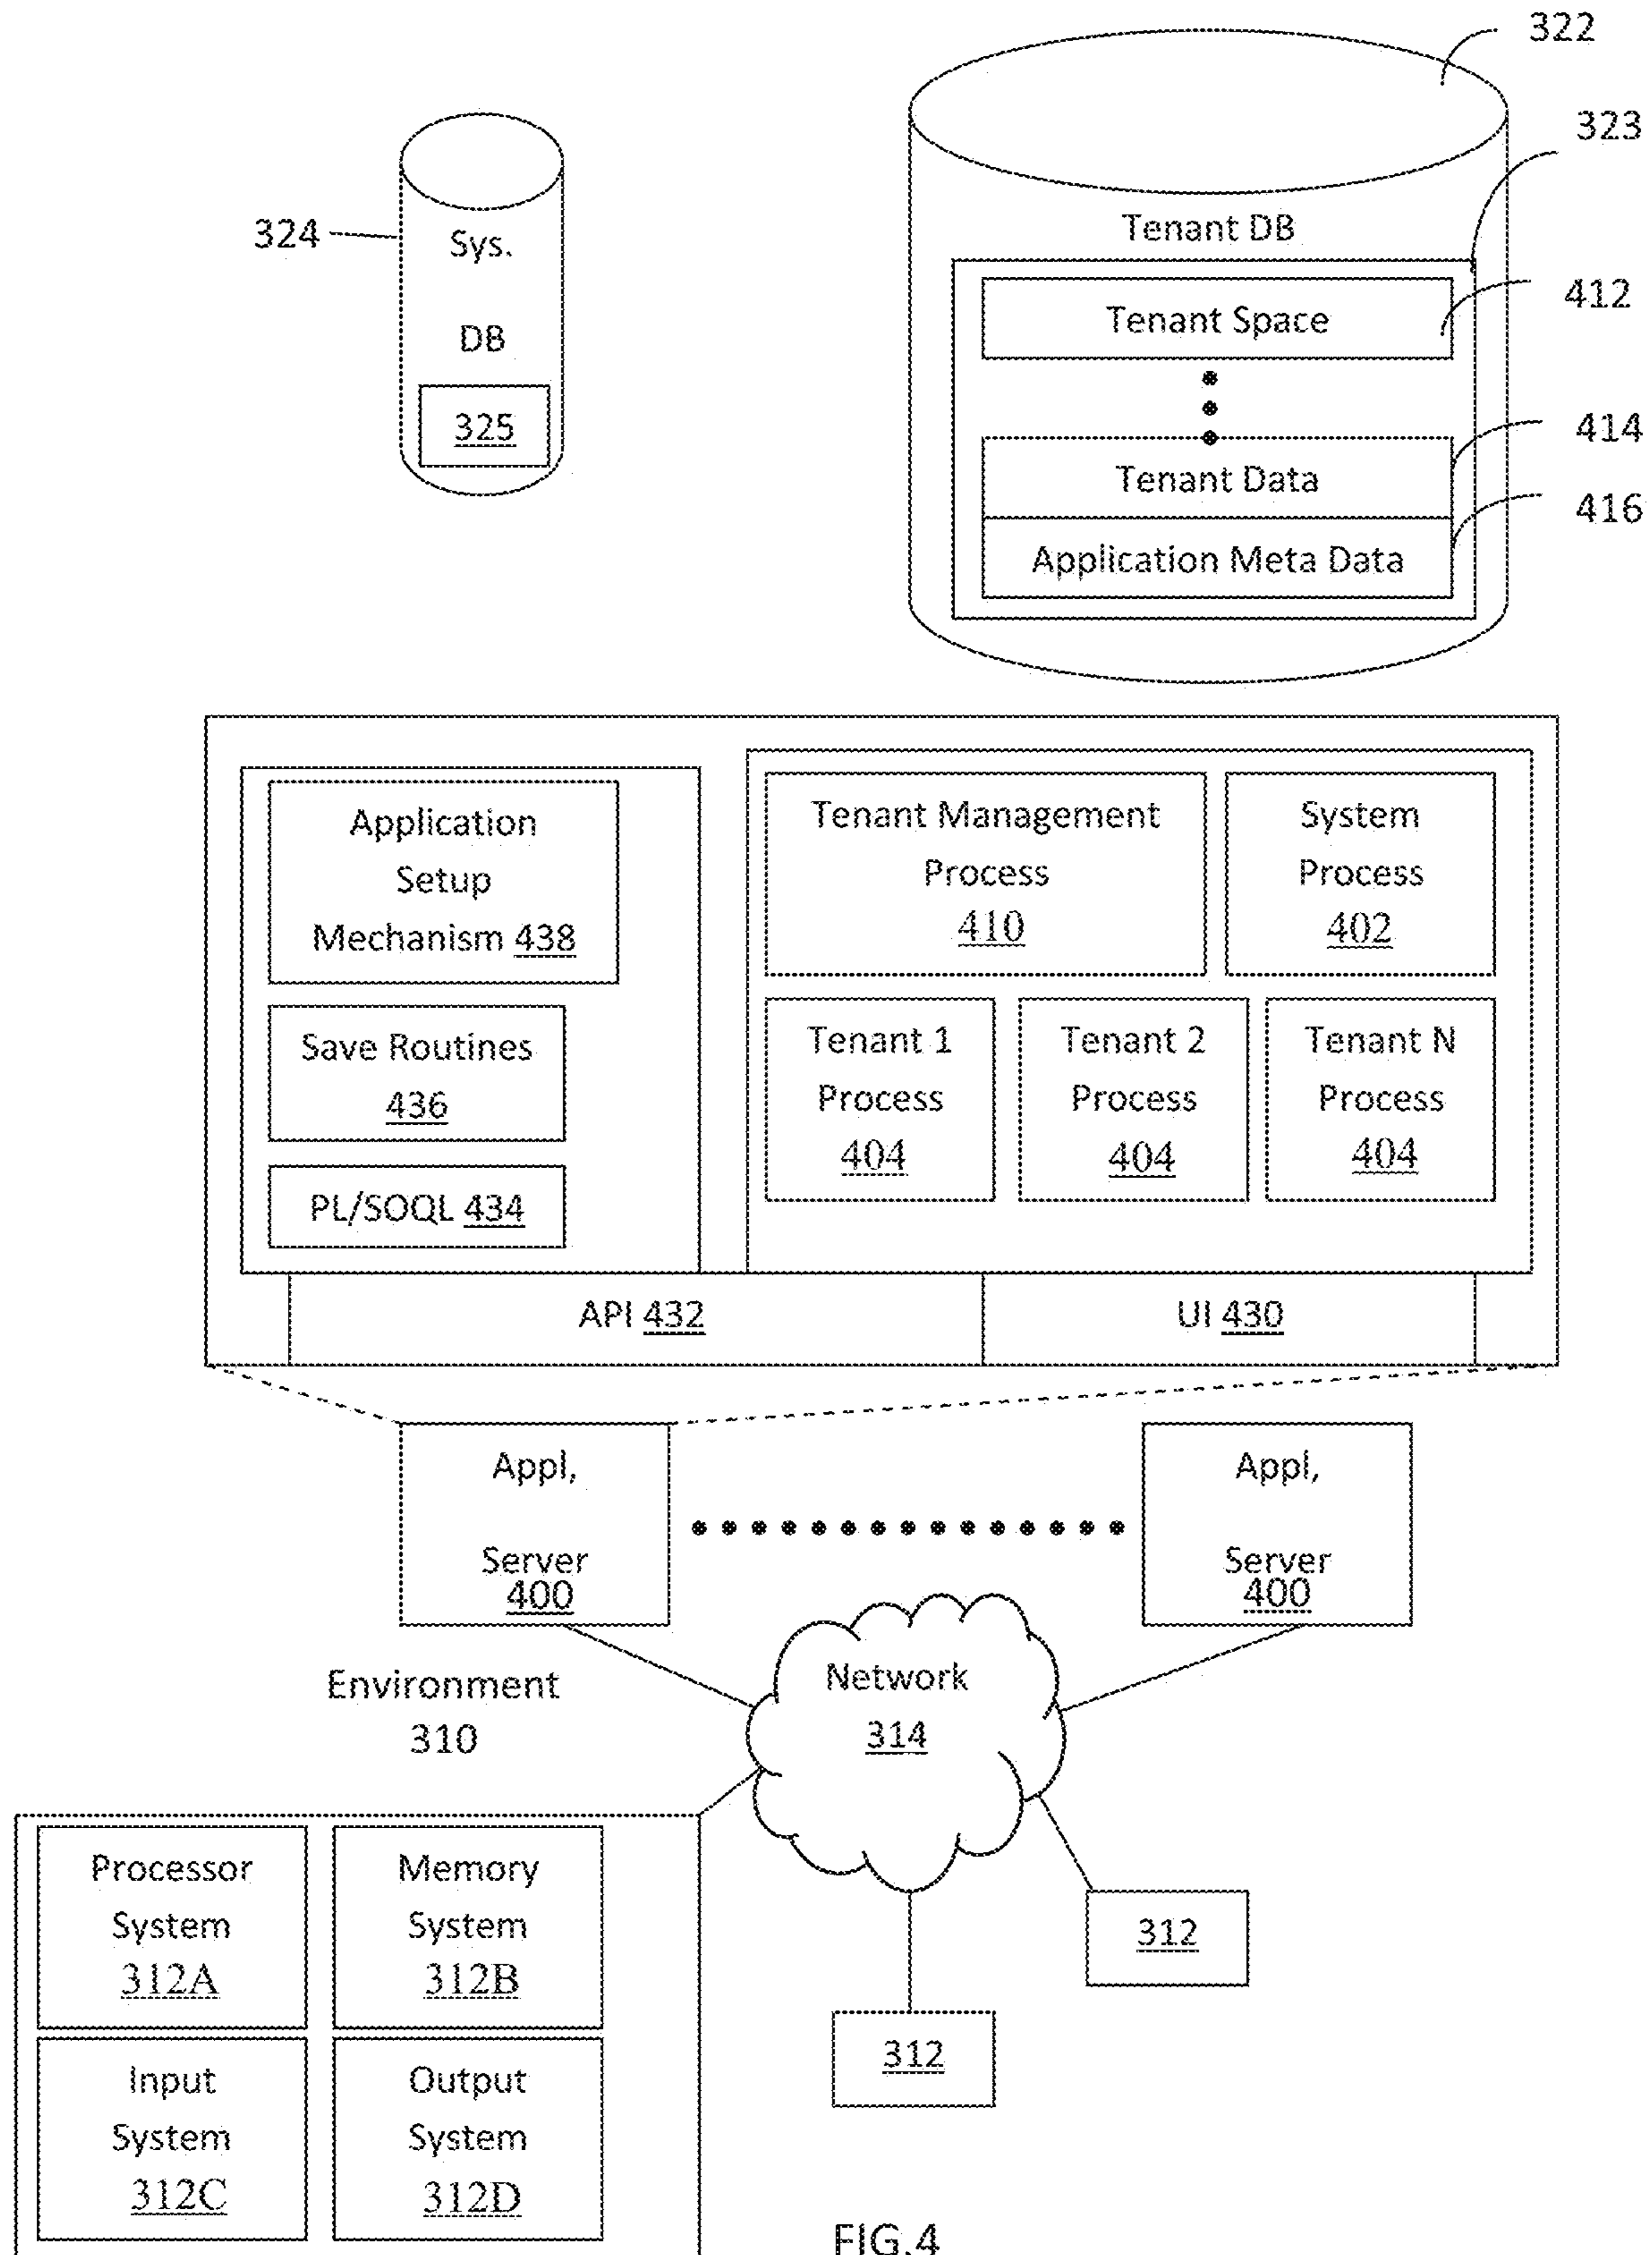 322
323
324
Sys.
DB
325
Tenant DB
Tenant Space
412
Tenant Data
414
Application Meta Data
416
Application
Setup
Mechanism 438
Save Routines
436
PL/SOQL 434
Tenant Management
Process
410
System
Process
402
Tenant 1
Process
404
Tenant 2
Process
404
Tenant N
Process
404
API 432
UI 430
Appl,
Server
400
Appl,
Server
400
Environment
310
Network
314
Processor
System
312A
Memory
System
312B
Input
System
312C
Output
System
312D
312
312
FIG.4